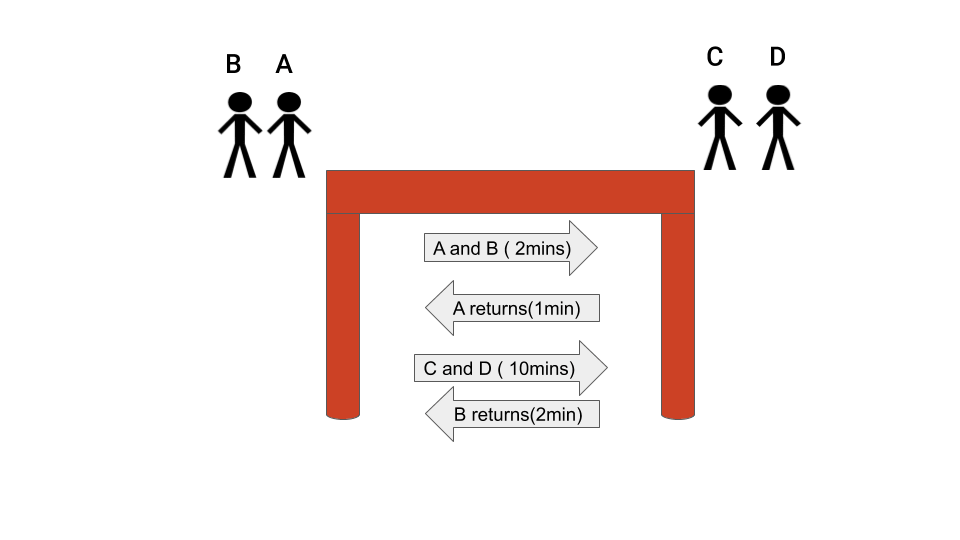 B A
C D
A and B ( 2mins)
A returns(1min)
C and D ( 10mins)
B returns(2min)